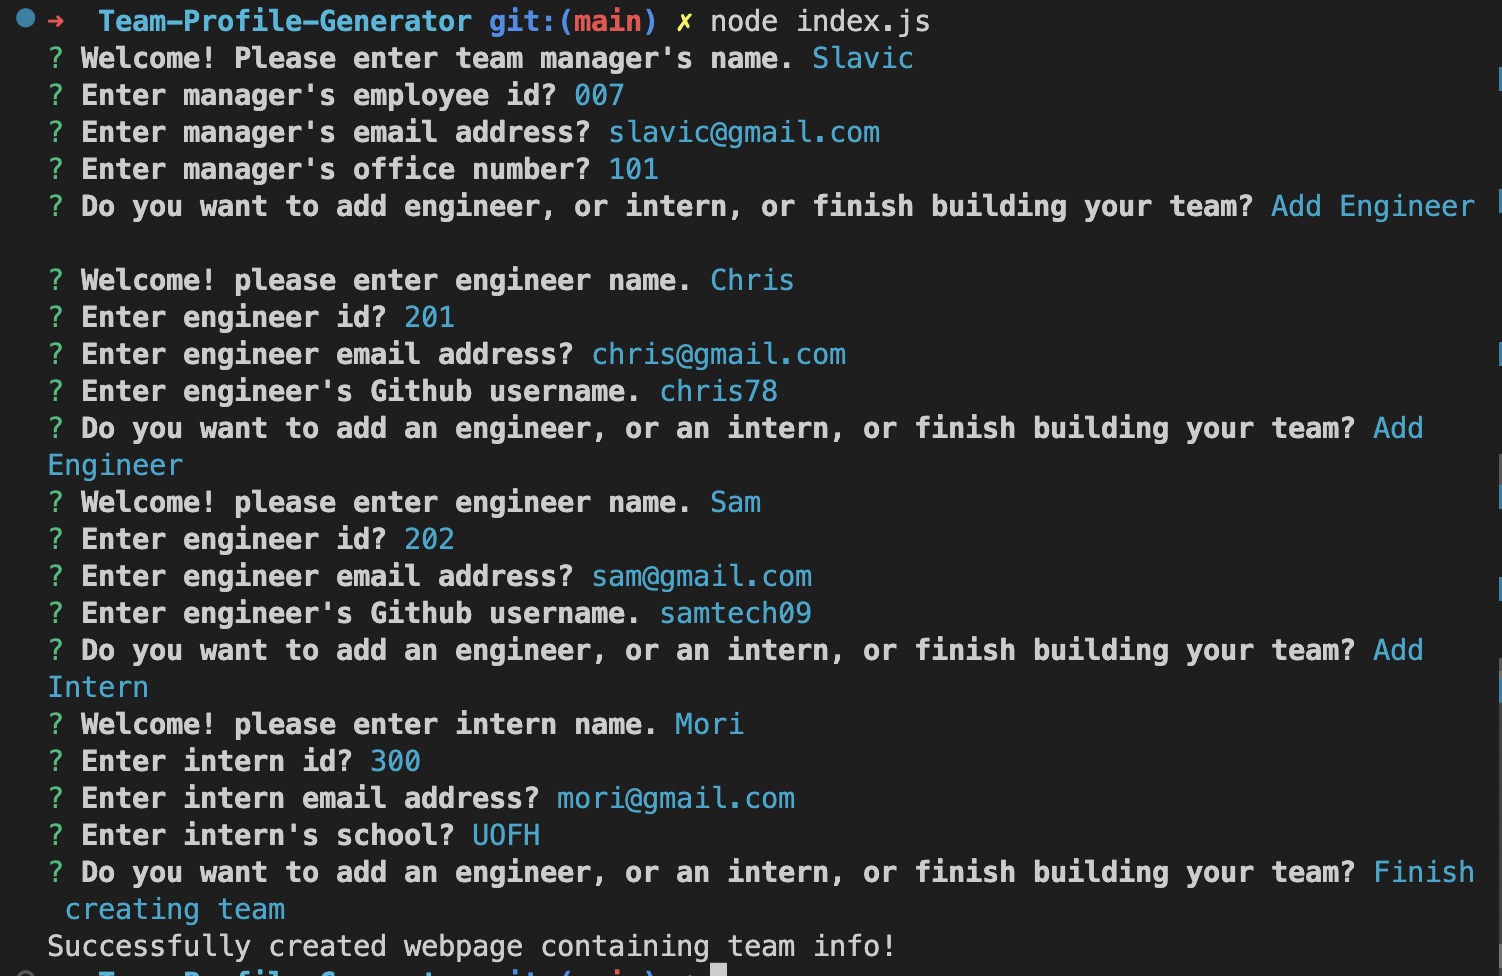 ➜ Team-Profile-Generator git:(main) ✗ node index.js
? Welcome! Please enter team manager's name. Slavic
? Enter manager's employee id? 007
? Enter manager's email address? slavic@gmail.com
? Enter manager's office number? 101
? Do you want to add engineer, or intern, or finish building your team? Add Engineer
? Welcome! please enter engineer name. Chris
? Enter engineer id? 201
? Enter engineer email address? chris@gmail.com
? Enter engineer's Github username. chris78
? Do you want to add an engineer, or an intern, or finish building your team? Add
Engineer
? Welcome! please enter engineer name. Sam
? Enter engineer id? 202
? Enter engineer email address? sam@gmail.com
? Enter engineer's Github username. samtech09
? Do you want to add an engineer, or an intern, or finish building your team? Add
Intern
? Welcome! please enter intern name. Mori
? Enter intern id? 300
? Enter intern email address? mori@gmail.com
? Enter intern's school? UOFH
? Do you want to add an engineer, or an intern, or finish building your team? Finish
creating team
Successfully created webpage containing team info!
Team-Profile-Generator git:(main)